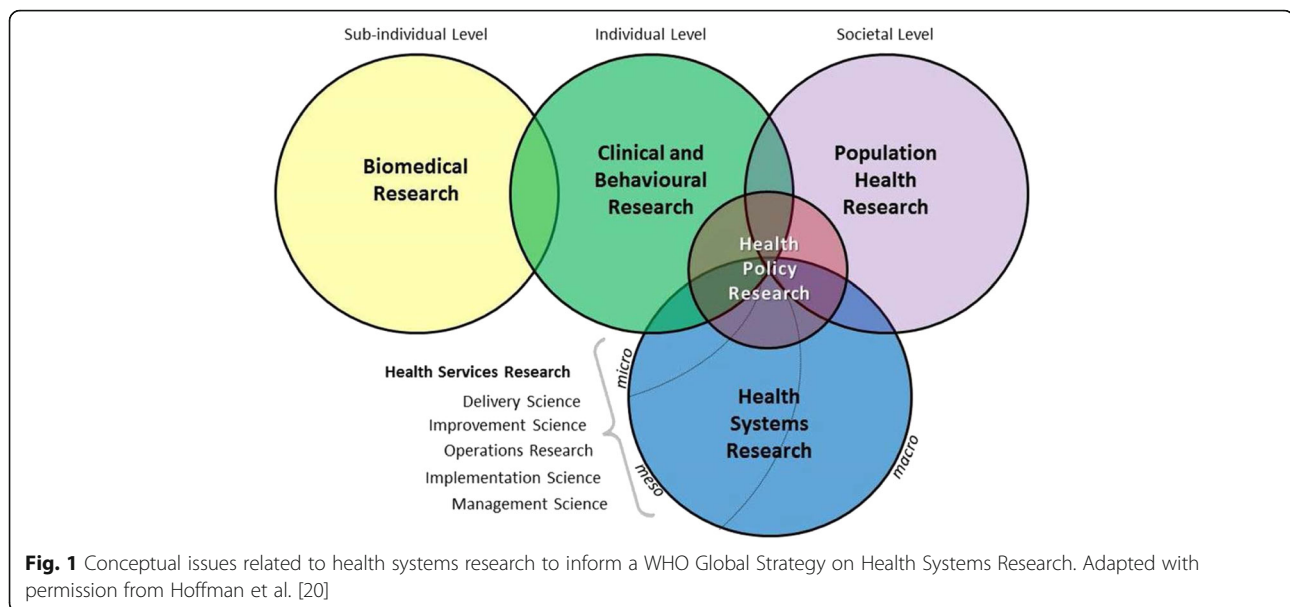 Sub-individual Level
Individual Level
Societal Level
Biomedical
Research
Clinical and
Behavioural
Research
Population
Health
Research
Health
Policy
Research
Health Services Research
Delivery Science
Improvement Science
Operations Research
Implementation Science
Management Science
micro
meso
macro
Health
Systems
Research
Fig. 1 Conceptual issues related to health systems research to inform a WHO Global Strategy on Health Systems Research. Adapted with
permission from Hoffman et al. [20]